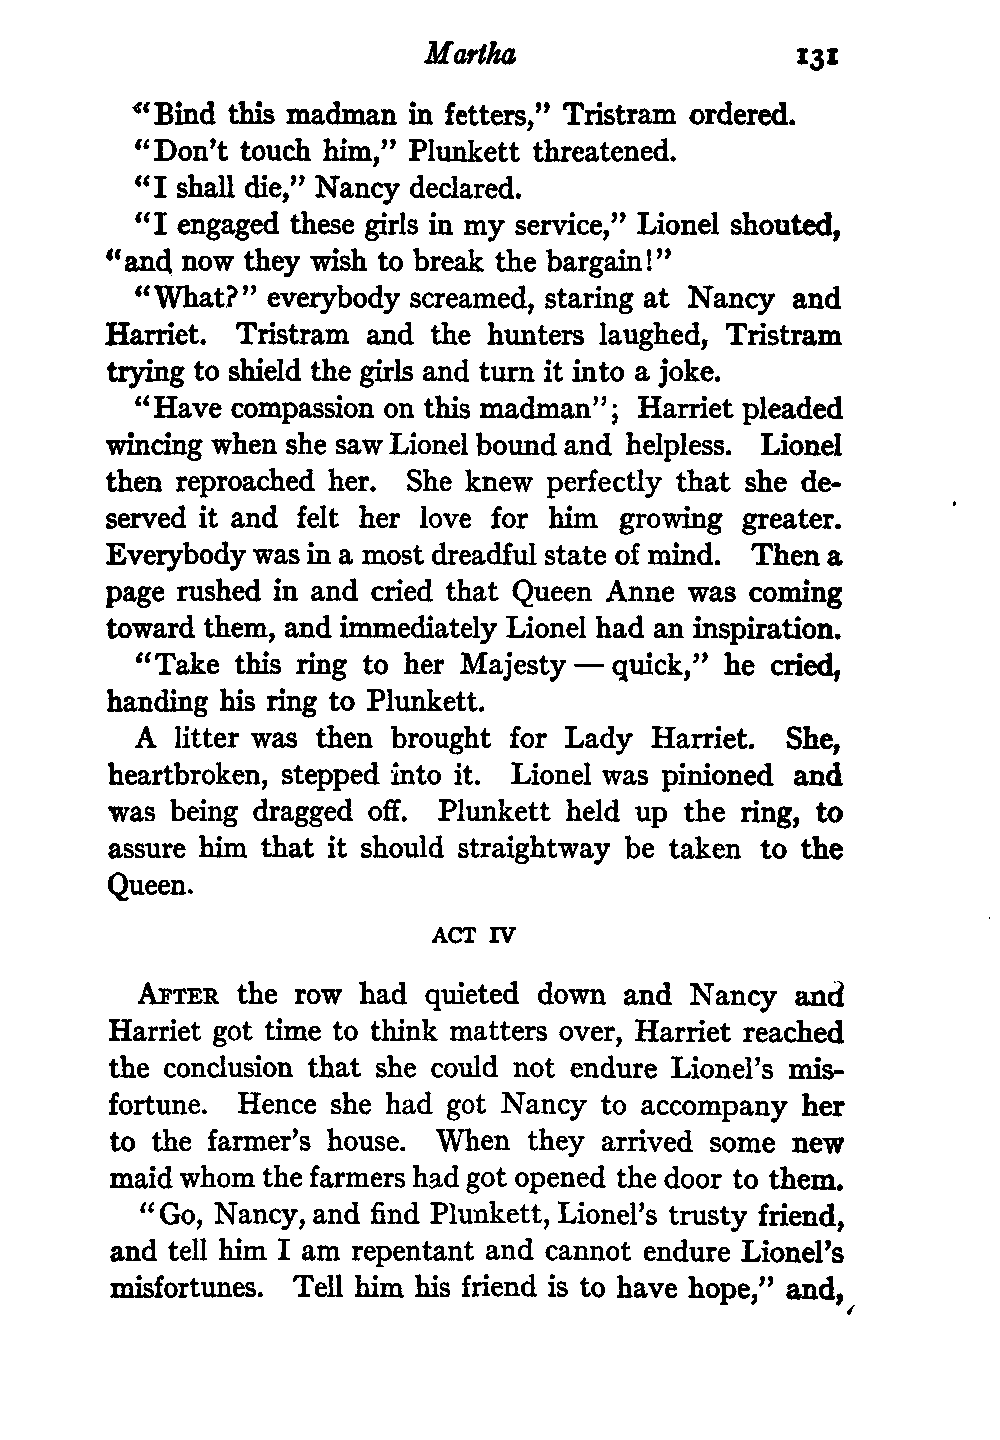 Martha 131
"Bind this madman in fetters," Tristram ordered.
"Don't touch him," Plunkett threatened.
"I shall die," Nancy declared.
"I engaged these girls in my service," Lionel shouted,
"and now they wish to break the bargain!"
"What?" everybody screamed, staring at Nancy and
Harriet. Tristram and the hunters laughed, Tristram
trying to shield the girls and turn it into a joke.
"Have compassion on this madman"; Harriet pleaded
wincing when she saw Lionel bound and helpless. Lionel
then reproached her. She knew perfectly that she de-
served it and felt her love for him growing greater.
Everybody was in a most dreadful state of mind. Then a
page rushed in and cried that Queen Anne was coming
toward them, and immediately Lionel had an inspiration.
"Take this ring to her Majesty — quick," he cried,
handing his ring to Plunkett.
A litter was then brought for Lady Harriet. She,
heartbroken, stepped into it. Lionel was pinioned and
was being dragged off. Plunkett held up the ring, to
assure him that it should straightway be taken to the
Queen.
ACT IV
AFTER the row had quieted down and Nancy and
Harriet got time to think matters over, Harriet reached
the conclusion that she could not endure Lionel's mis-
fortune. Hence she had got Nancy to accompany her
to the farmer's house. When they arrived some new
maid whom the farmers had got opened the door to them.
"Go, Nancy, and find Plunkett, Lionel's trusty friend,
and tell him I am repentant and cannot endure Lionel's
misfortunes. Tell him his friend is to have hope," and,